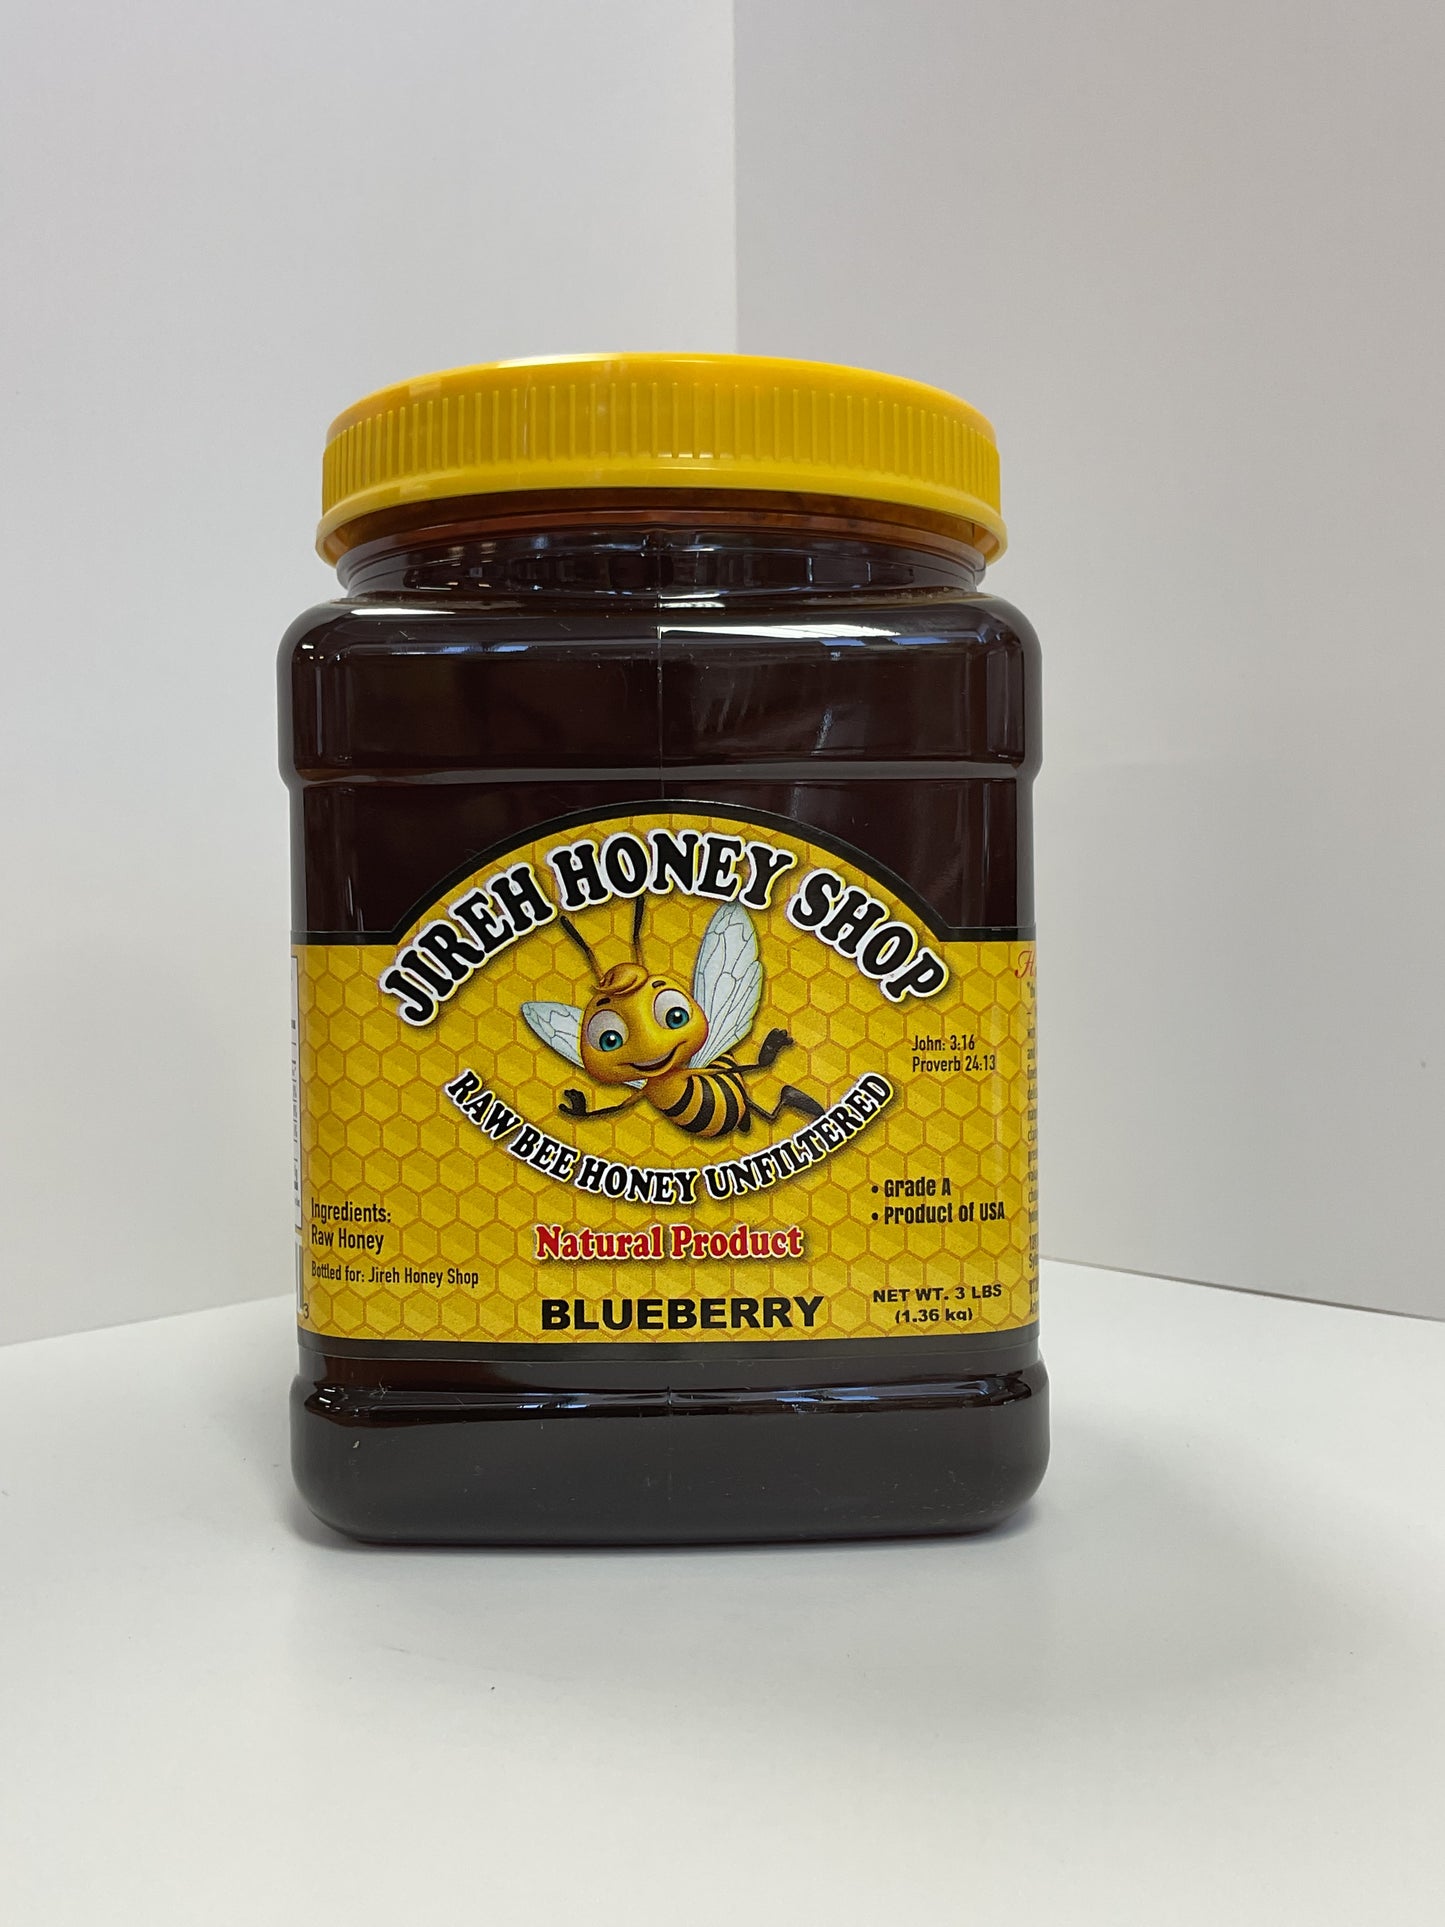 JIREH HONEY SHOP
John: 3:16
Proverb 24:13
RAW BEE HONEY UNFILTERED
• Grade A
• Product of USA
Ingredients:
Raw Honey
Natural Product
Bottled for: Jireh Honey Shop
BLUEBERRY
NET WT. 3 LBS
(1.36 kg)
3